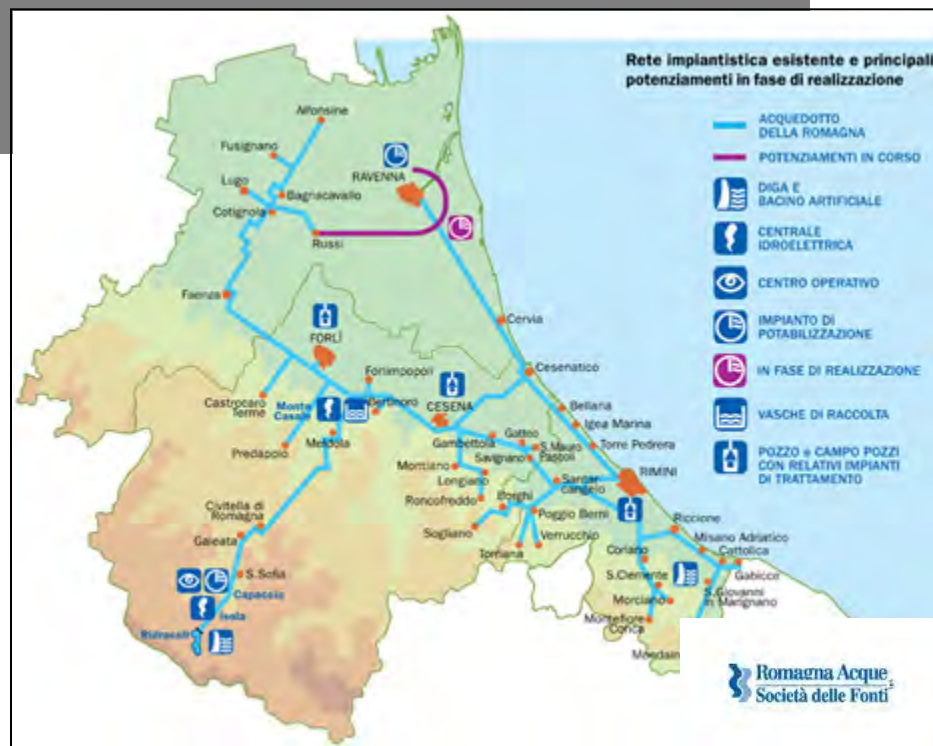 Rete impiantistica esistente e principali
potenziamenti in fase di realizzazione
ACQUEDOTTO
DELLA ROMAGNA
POTENZIAMENTI IN CORSO
DIGA E
BACINO ARTIFICIALE
CENTRALE
IDROELETTRICA
CENTRO OPERATIVO
IMPIANTO DI
POTABILIZZAZIONE
IN FASE DI REALIZZAZIONE
VASCHE DI RACCOLTA
POZZO e CAMPO POZZI
CON RELATIVI IMPIANTI
DI TRATTAMENTO
Alfonsine
Fusignano
Lugo
Bagnacavallo
Cotignola
RAVENNA
Russi
Faenza
Cervia
FORLÌ
Cesenatico
Forlimpopoli
Castrocaro
Terme
Monte
Casale
Bertinoro
CESENA
Bellaria
Igea Marina
Predapoio
Meldola
Gambettola
Gatteo
S.Mauro
Pascoli
Savignano
Torre Pedrera
Montiano
Longiano
Roncofreddo
Borghi
Santar
cangelo
RIMINI
Poggio Berni
Sogliano
Torriana
Verrucchio
Civitella di
Romagna
Galeata
S.Sofia
Capaccio
Isola
Ridracoli
Riccione
Misano Adriatico
Coriano
Cattolica
Gabicce
S.Clemente
S.Giovanni
in Marignano
Morciano
Montefiore
Conca
Mondain
Romagna Acque
Società delle Fonti